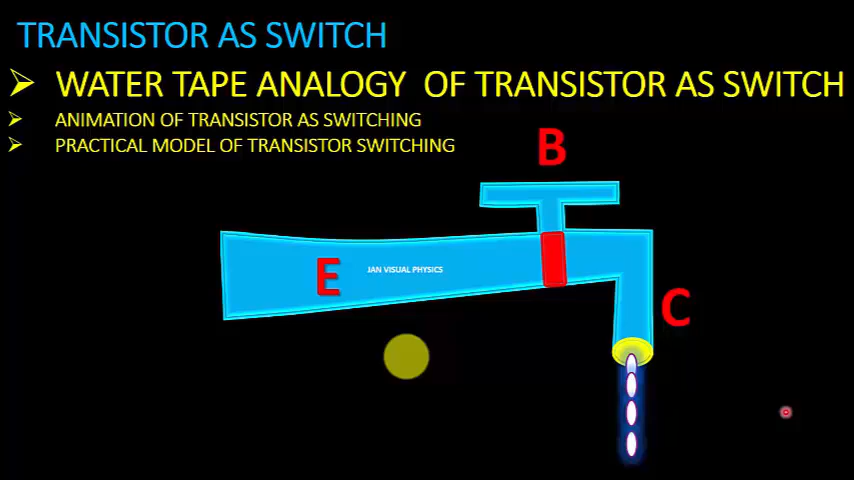 TRANSISTOR AS SWITCH
➢ WATER TAPE ANALOGY OF TRANSISTOR AS SWITCH
➢ ANIMATION OF TRANSISTOR AS SWITCHING
➢ PRACTICAL MODEL OF TRANSISTOR SWITCHING
B
E
JAN VISUAL PHYSICS
C